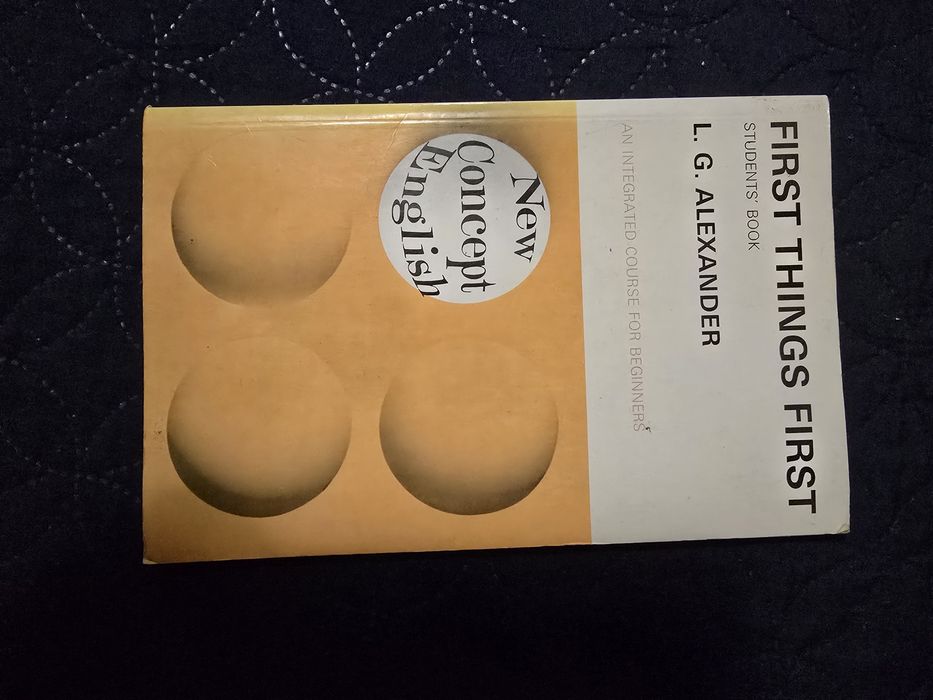 FIRST THINGS FIRST
STUDENTS' BOOK
L. G. ALEXANDER
AN INTEGRATED COURSE FOR BEGINNERS
New
Concept
English